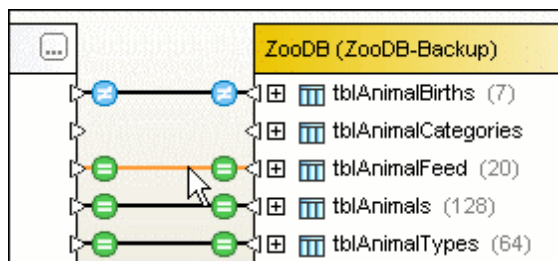 ...
ZooDB (ZooDB-Backup)
tblAnimalBirths (7)
tblAnimalCategories
tblAnimalFeed (20)
tblAnimals (128)
tblAnimalTypes (64)